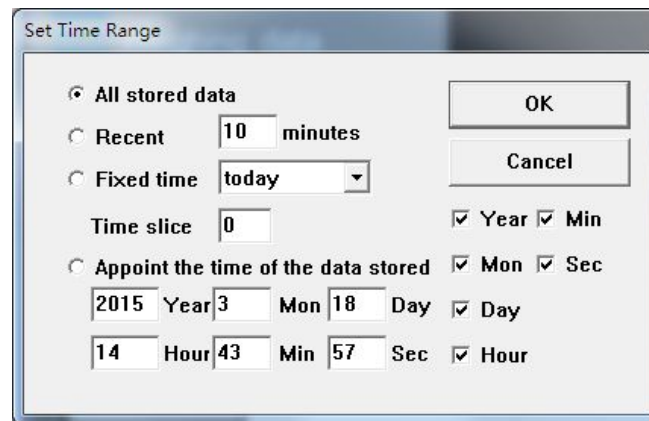 Set Time Range
All stored data
OK
Recent 10 minutes
Cancel
Fixed time today
Time slice 0
Year Min
Appoint the time of the data stored
Mon Sec
2015 Year 3 Mon 18 Day
Day
14 Hour 43 Min 57 Sec
Hour